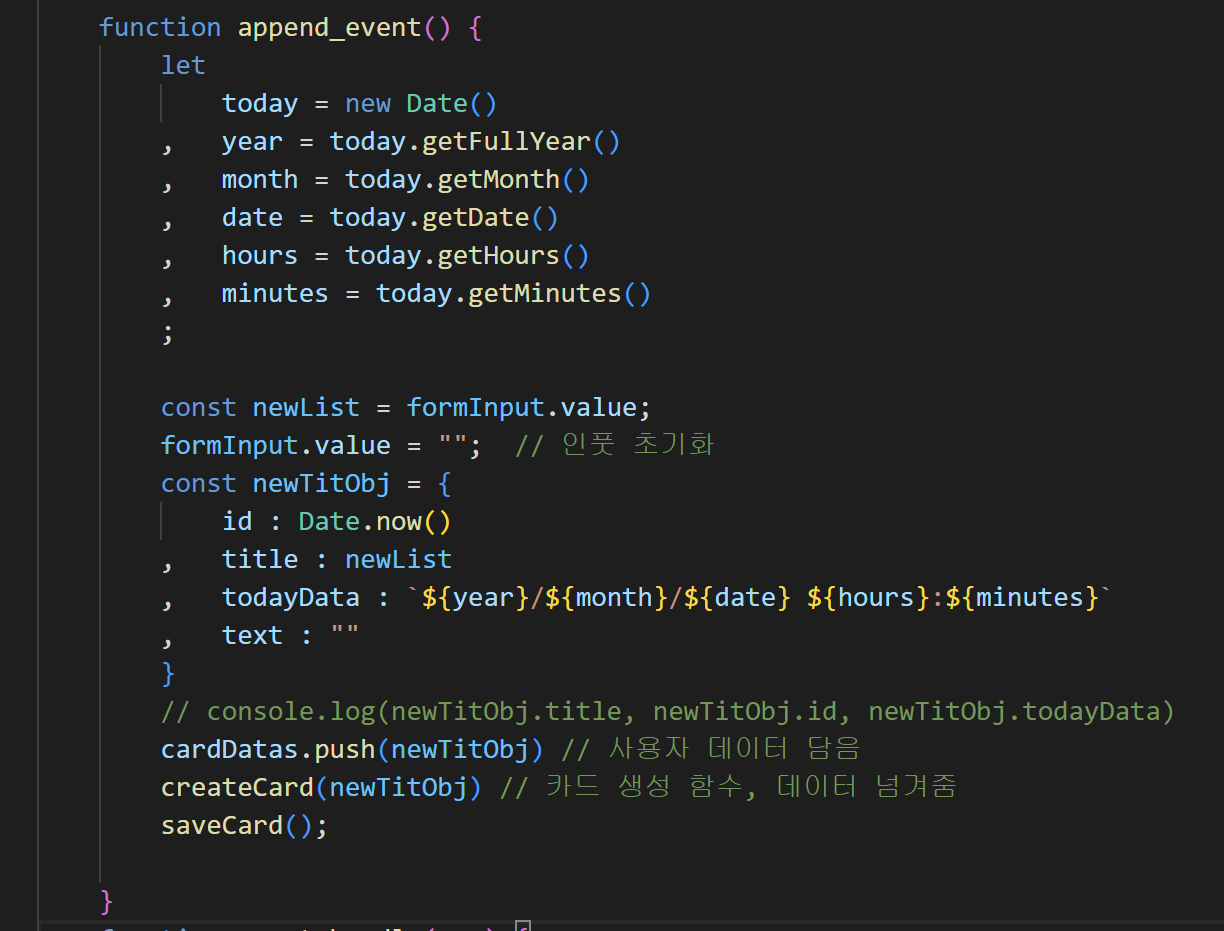 function append_event() {
let
today = new Date()
, year = today.getFullYear()
, month = today.getMonth()
, date = today.getDate()
, hours = today.getHours()
, minutes = today.getMinutes()
;
const newList = formInput.value;
formInput.value = ""; // 인풋 초기화
const newTitObj = {
id : Date.now()
, title : newList
, todayData : `${year}/${month}/${date} ${hours}:${minutes}`
, text : ""
}
// console.log(newTitObj.title, newTitObj.id, newTitObj.todayData)
cardDatas.push(newTitObj) // 사용자 데이터 담음
createCard(newTitObj) // 카드 생성 함수, 데이터 넘겨줌
saveCard();
}